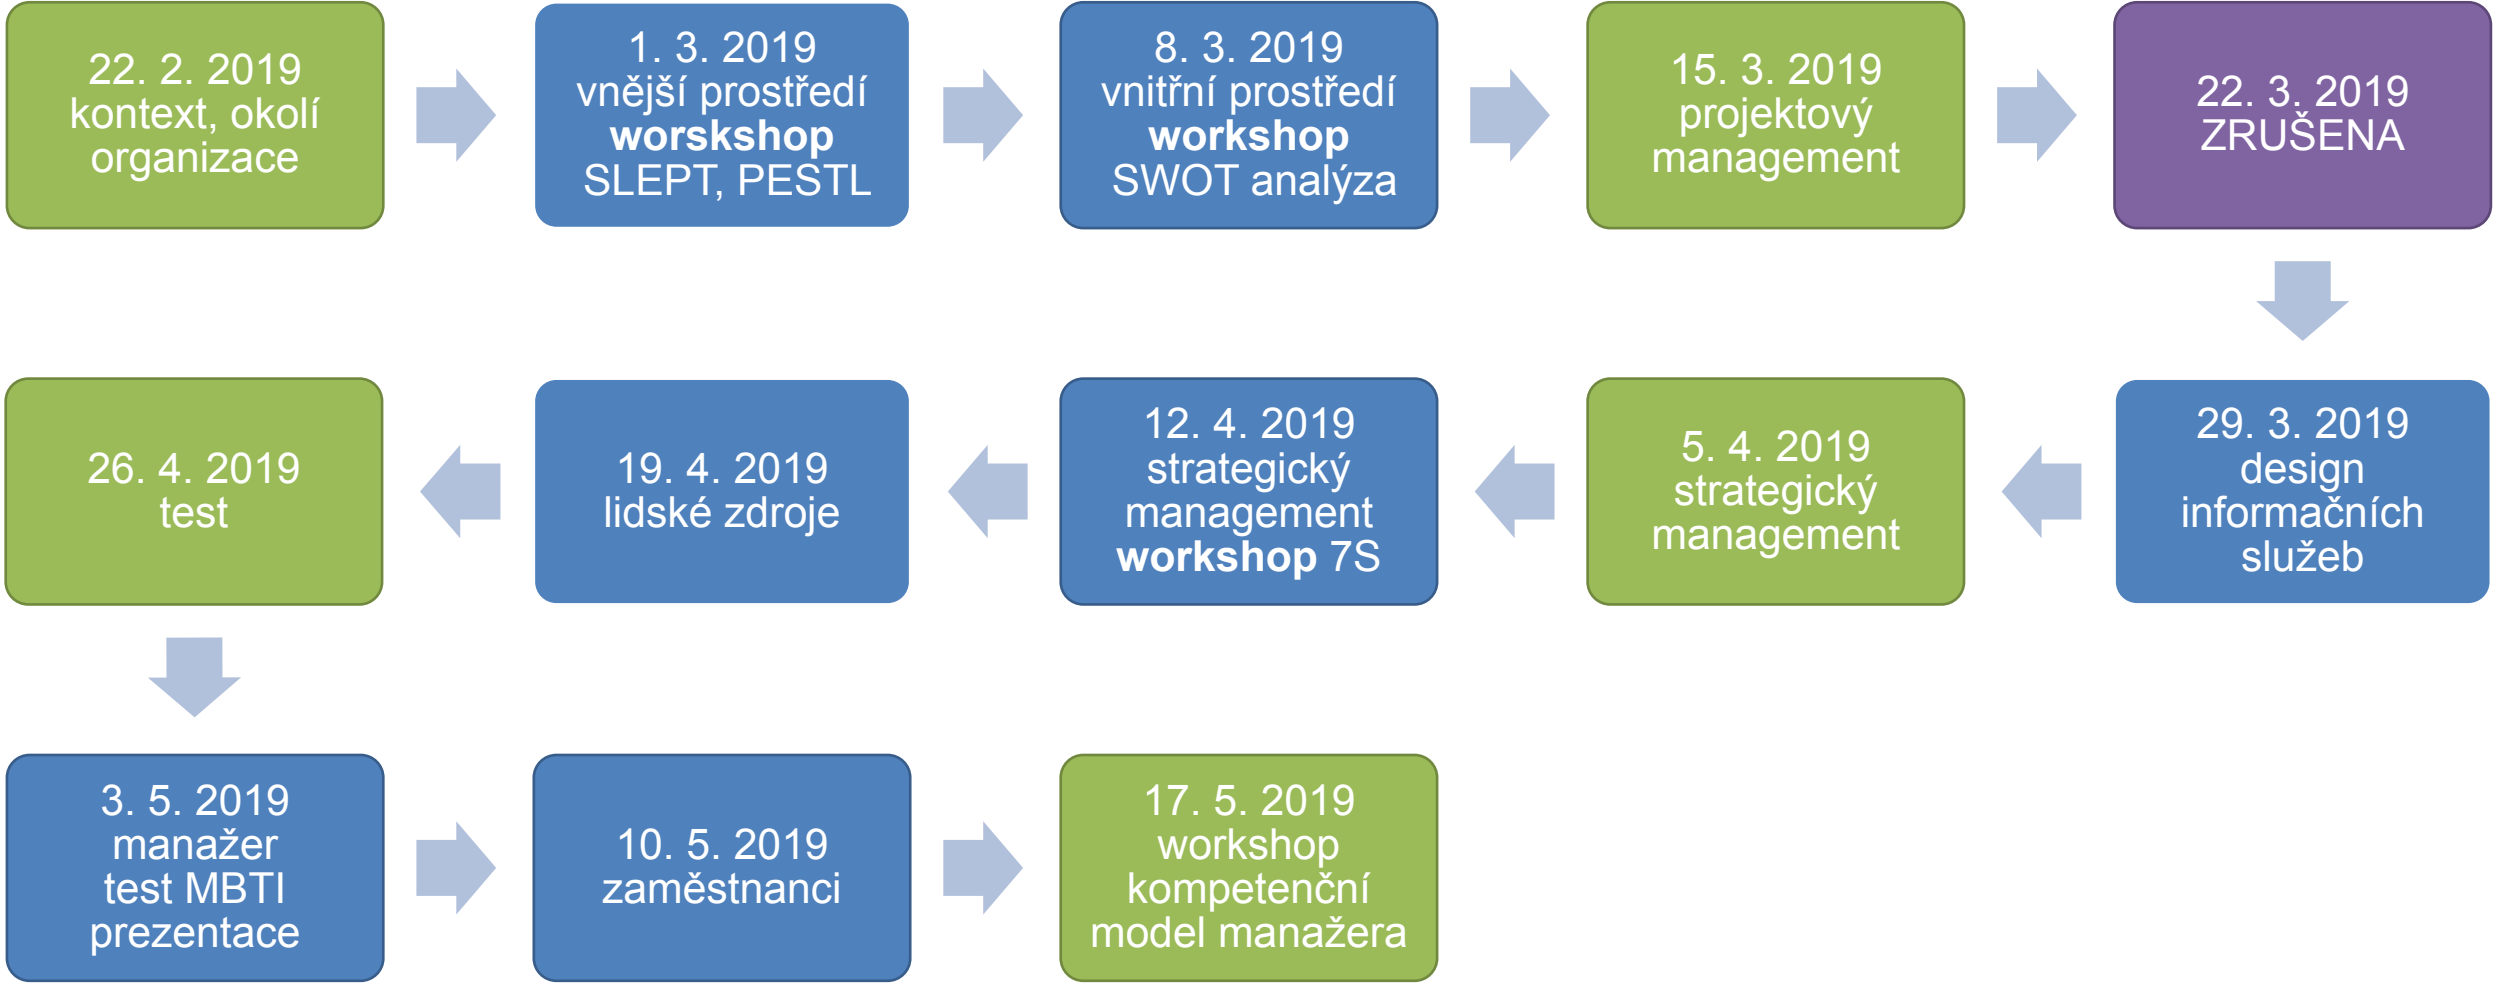 22. 2. 2019
kontext, okolí
organizace
1. 3. 2019
vnější prostředí
worskshop
SLEPT, PESTL
8. 3. 2019
vnitřní prostředí
workshop
SWOT analýza
15. 3. 2019
projektový
management
22. 3. 2019
ZRUŠENA
29. 3. 2019
design
informačních
služeb
5. 4. 2019
strategický
management
12. 4. 2019
strategický
management
workshop 7S
19. 4. 2019
lidské zdroje
26. 4. 2019
test
3. 5. 2019
manažer
test MBTI
prezentace
10. 5. 2019
zaměstnanci
17. 5. 2019
workshop
kompetenční
model manažera